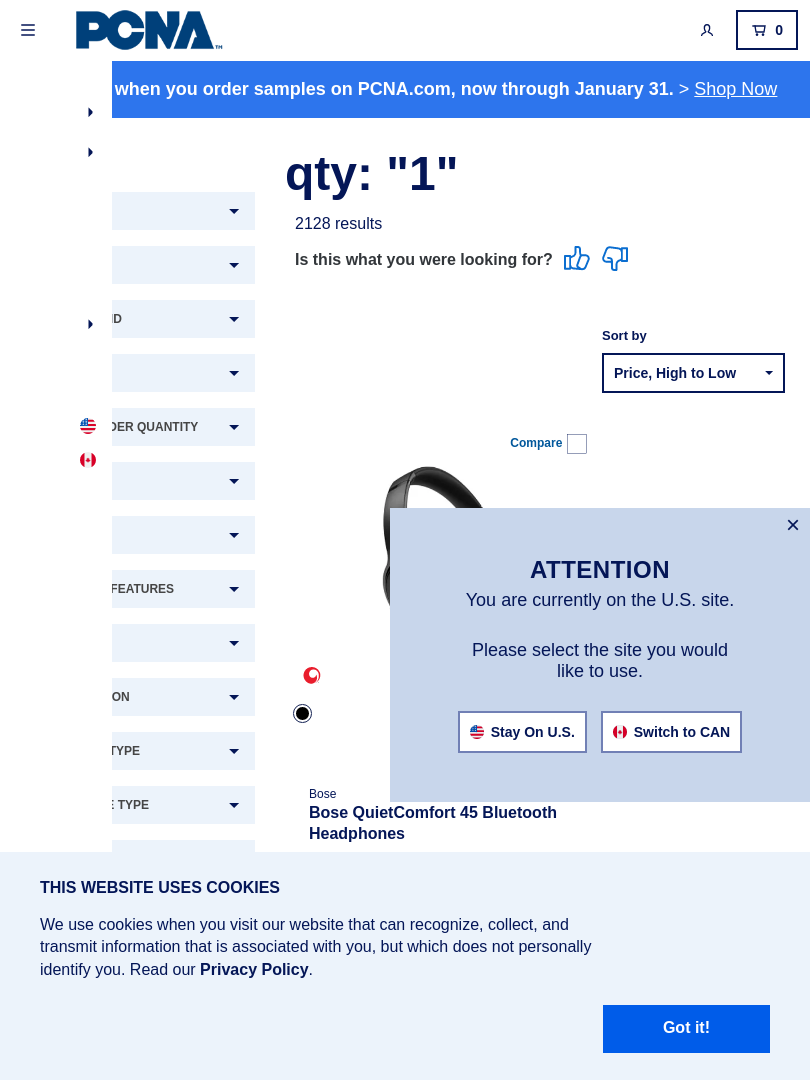 PCNA™
0
when you order samples on PCNA.com, now through January 31. > Shop Now
qty: "1"
2128 results
Is this what you were looking for?
Sort by
Price, High to Low
DER QUANTITY
FEATURES
ON
TYPE
TYPE
Compare
×
ATTENTION
You are currently on the U.S. site.
Please select the site you would
like to use.
Stay On U.S.
Switch to CAN
Bose
Bose QuietComfort 45 Bluetooth
Headphones
THIS WEBSITE USES COOKIES
We use cookies when you visit our website that can recognize, collect, and
transmit information that is associated with you, but which does not personally
identify you. Read our Privacy Policy.
Got it!